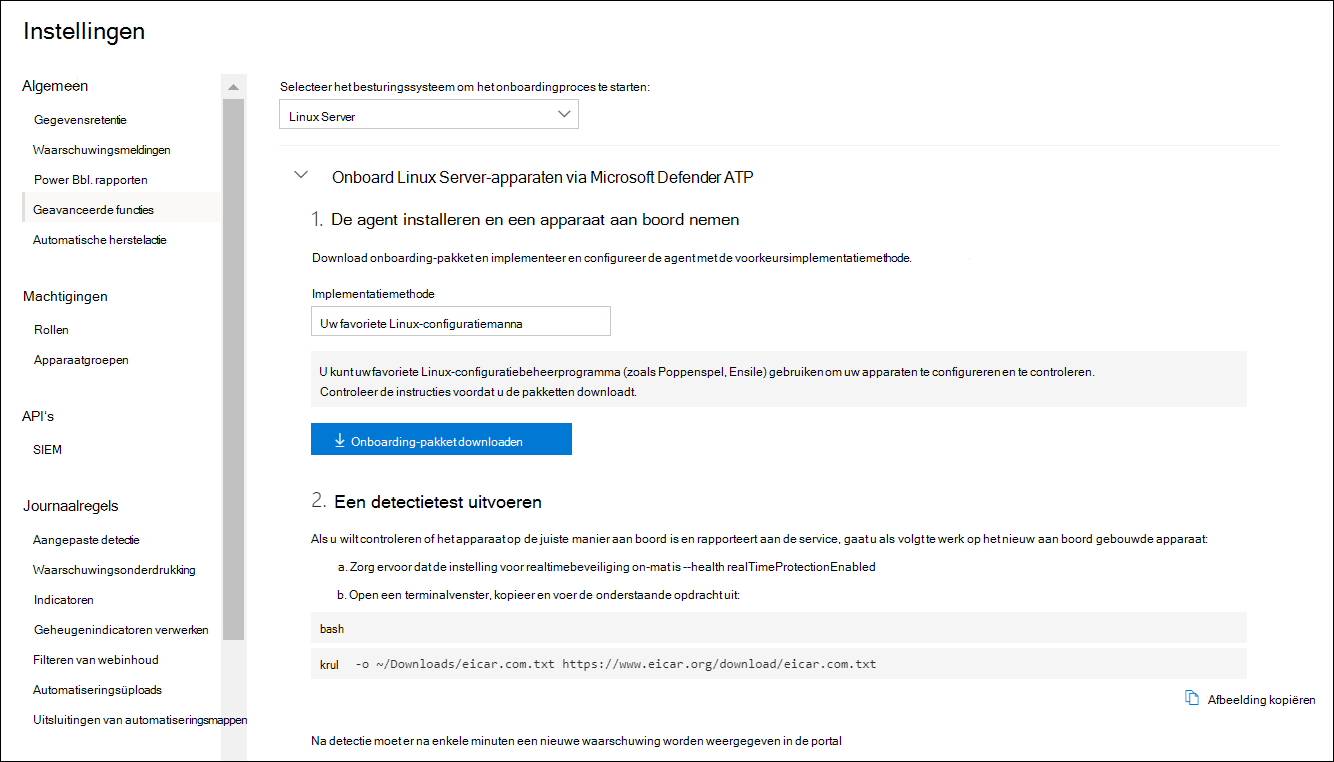 Instellingen
Algemeen
Gegevensretentie
Waarschuwingsmeldingen
Power Bbl. rapporten
Geavanceerde functies
Automatische herstelactie
Machtigingen
Rollen
Apparaatgroepen
API's
SIEM
Journaalregels
Aangepaste detectie
Waarschuwingsonderdrukking
Indicatoren
Geheugenindicatoren verwerken
Filteren van webinhoud
Automatiseringsüploads
Uitsluitingen van automatiseringsmappen
Selecteer het besturingssysteem om het onboardingproces te starten:
Linux Server
Onboard Linux Server-apparaten via Microsoft Defender ATP
1. De agent installeren en een apparaat aan boord nemen
Download onboarding-pakket en implementeer en configureer de agent met de voorkeursimplementatiemethode.
Implementatiemethode
Uw favoriete Linux-configuratiemanna
U kunt uw favoriete Linux-configuratiebeheerprogramma (zoals Poppenspel, Ensile) gebruiken om uw apparaten te configureren en te controleren.
Controleer de instructies voordat u de pakketten downloadt.
Onboarding-pakket downloaden
2. Een detectietest uitvoeren
Als u wilt controleren of het apparaat op de juiste manier aan boord is en rapporteert aan de service, gaat u als volgt te werk op het nieuw aan boord gebouwde apparaat:
a. Zorg ervoor dat de instelling voor realtimebeveiliging on-mat is --health realTimeProtectionEnabled
b. Open een terminalvenster, kopieer en voer de onderstaande opdracht uit:
bash
krul -o ~/Downloads/eicar.com.txt https://www.eicar.org/download/eicar.com.txt
Afbeelding kopiëren
Na detectie moet er na enkele minuten een nieuwe waarschuwing worden weergegeven in de portal